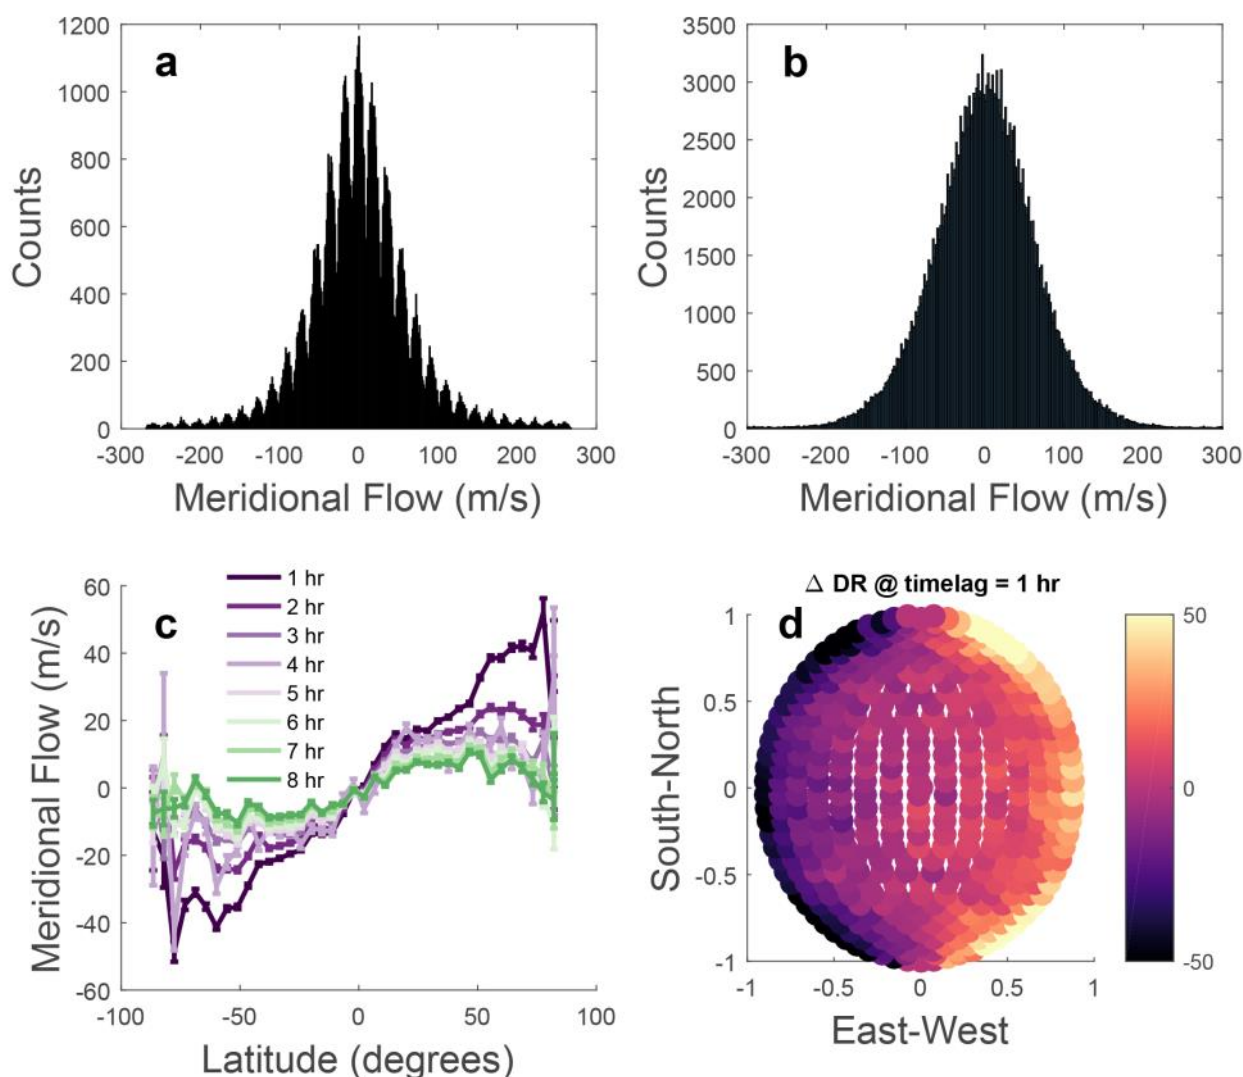 a
1200
1000
800
600
400
200
0
-300 -200 -100 0 100 200 300
Counts
Meridional Flow (m/s)
b
3500
3000
2500
2000
1500
1000
500
0
-300 -200 -100 0 100 200 300
Counts
Meridional Flow (m/s)
c
60
40
20
0
-20
-40
-60
-100 -50 0 50 100
Meridional Flow (m/s)
Latitude (degrees)
1 hr
2 hr
3 hr
4 hr
5 hr
6 hr
7 hr
8 hr
Δ DR @ timelag = 1 hr
d
1
0.5
0
-0.5
-1
-1 -0.5 0 0.5 1
South-North
East-West
50
0
-50